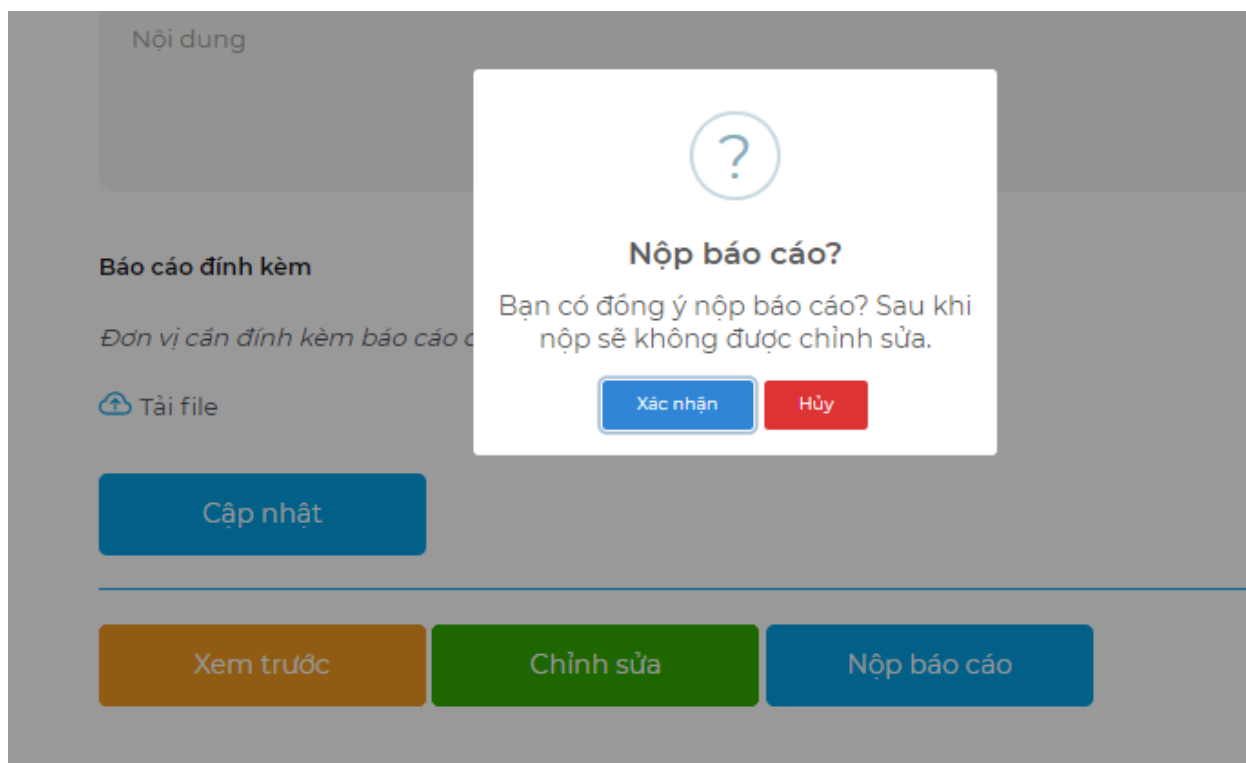 Nội dung
?
Nộp báo cáo?
Bạn có đồng ý nộp báo cáo? Sau khi
nộp sẽ không được chỉnh sửa.
Xác nhận Hủy
Báo cáo đính kèm
Đơn vị cần đính kèm báo cáo
Tải file
Cập nhật
Xem trước Chỉnh sửa Nộp báo cáo